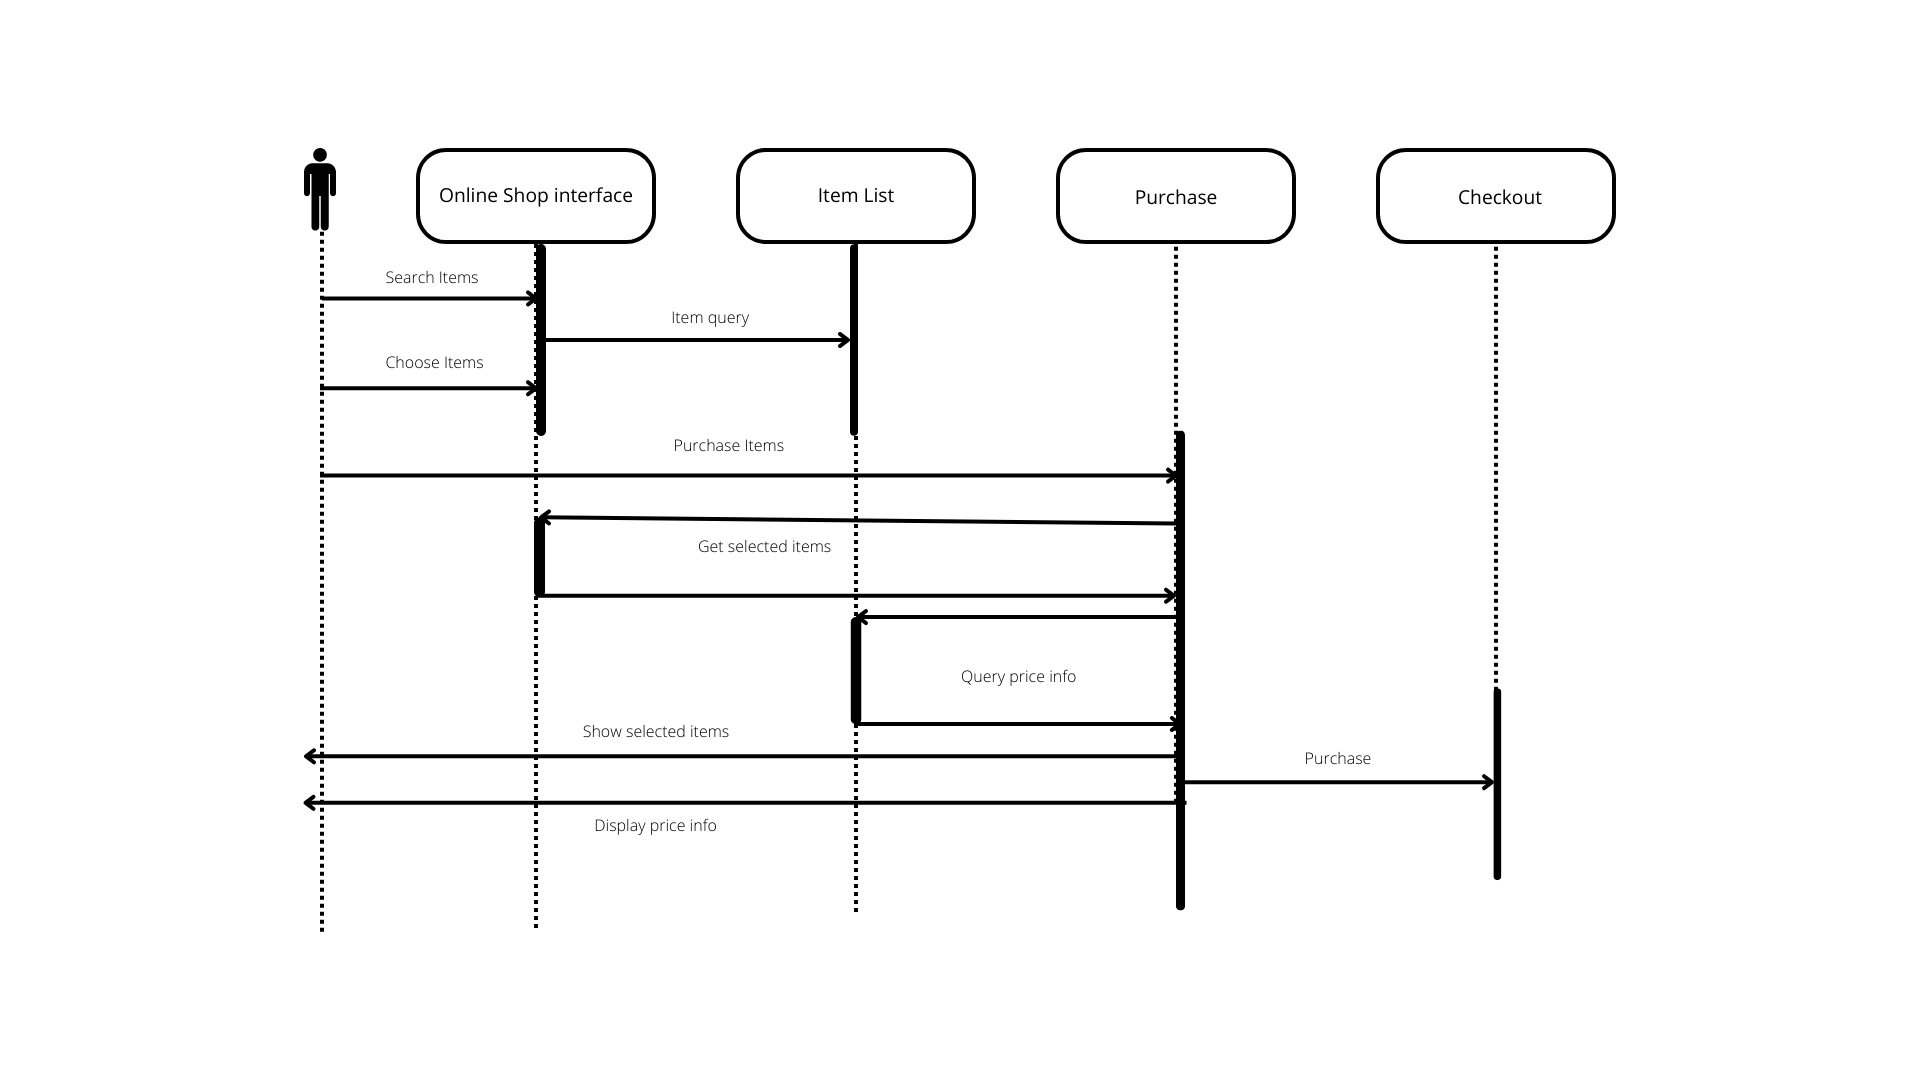 Online Shop interface
Item List
Purchase
Checkout
Search Items
Item query
Choose Items
Purchase Items
Get selected items
Query price info
Show selected items
Purchase
Display price info